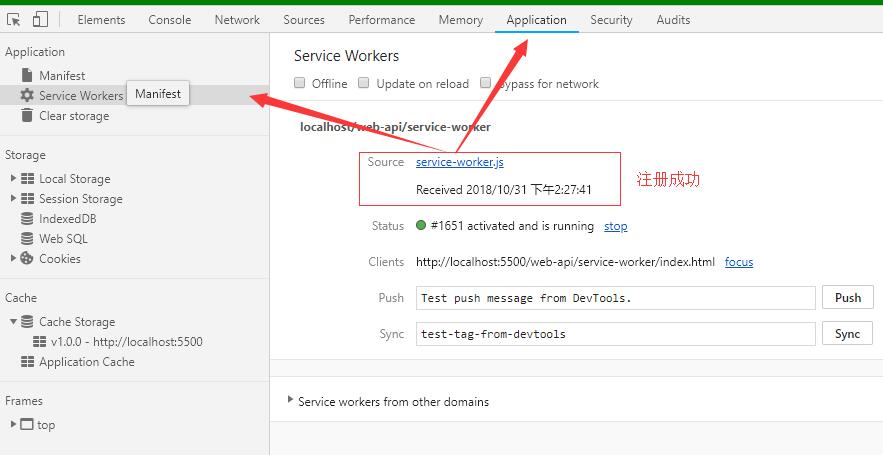 Elements Console Network Sources Performance Memory Application Security Audits
Application
Manifest
Service Workers
Manifest
Clear storage
Storage
Local Storage
Session Storage
IndexedDB
Web SQL
Cookies
Cache
Cache Storage
v1.0.0 - http://localhost:5500
Application Cache
Frames
top
Service Workers
Offline Update on reload Bypass for network
localhost/web-api/service-worker
Source service-worker.js
Received 2018/10/31 下午2:27:41
注册成功
Status #1651 activated and is running stop
Clients http://localhost:5500/web-api/service-worker/index.html focus
Push Test push message from DevTools. Push
Sync test-tag-from-devtools Sync
Service workers from other domains